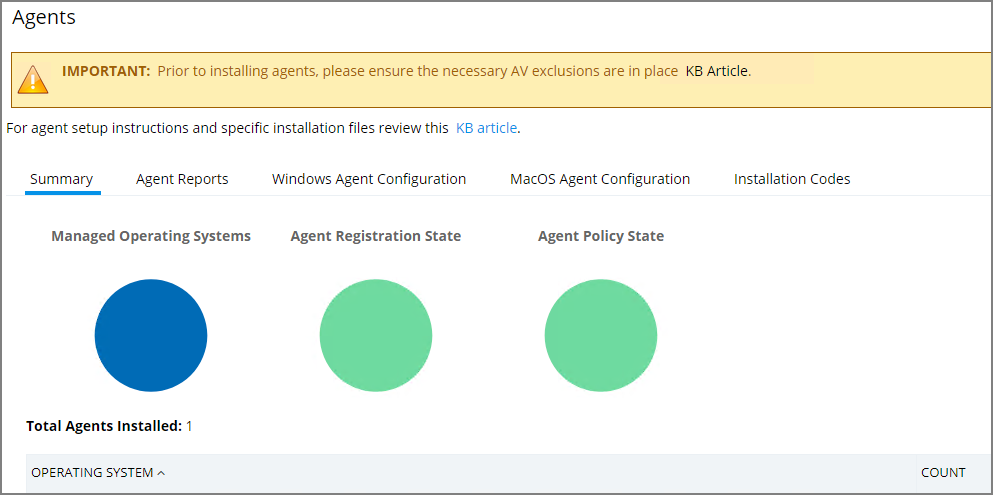 Agents
IMPORTANT: Prior to installing agents, please ensure the necessary AV exclusions are in place KB Article.
For agent setup instructions and specific installation files review this KB article.
Summary Agent Reports Windows Agent Configuration MacOS Agent Configuration Installation Codes
Managed Operating Systems Agent Registration State Agent Policy State
Total Agents Installed: 1
OPERATING SYSTEM COUNT